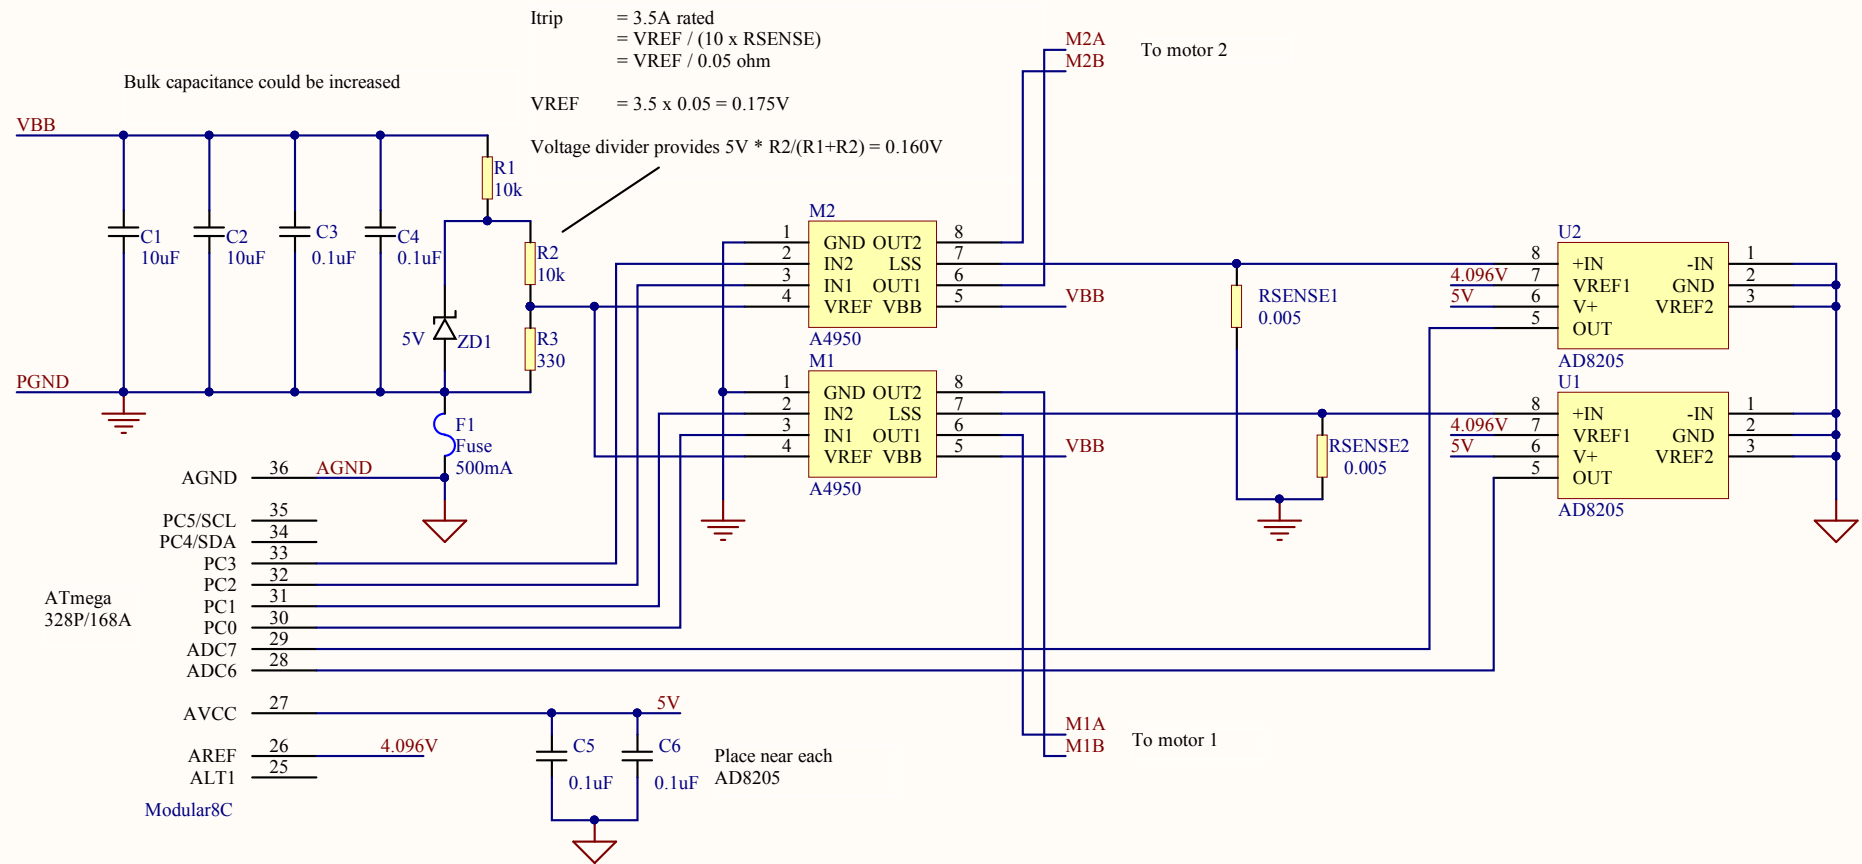 Itrip = 3.5A rated
= VREF / (10 x RSENSE)
= VREF / 0.05 ohm
VREF = 3.5 x 0.05 = 0.175V
Voltage divider provides 5V * R2/(R1+R2) = 0.160V
Bulk capacitance could be increased
VBB
C1
10uF
C2
10uF
C3
0.1uF
C4
0.1uF
R1
10k
R2
10k
R3
330
5V
ZD1
PGND
F1
Fuse
500mA
M2A
M2B
To motor 2
M2
1 GND OUT2 8
2 IN2 LSS 7
3 IN1 OUT1 6
4 VREF VBB 5
VBB
A4950
M1
1 GND OUT2 8
2 IN2 LSS 7
3 IN1 OUT1 6
4 VREF VBB 5
VBB
A4950
RSENSE1
0.005
RSENSE2
0.005
U2
8 +IN -IN 1
4.096V 7 VREF1 GND 2
5V 6 V+ VREF2 3
5 OUT
AD8205
U1
8 +IN -IN 1
4.096V 7 VREF1 GND 2
5V 6 V+ VREF2 3
5 OUT
AD8205
AGND 36 AGND
PC5/SCL 35
PC4/SDA 34
PC3 33
PC2 32
PC1 31
PC0 30
ADC7 29
ADC6 28
AVCC 27 5V
AREF 26 4.096V
ALT1 25
ATmega
328P/168A
Modular8C
C5
0.1uF
C6
0.1uF
Place near each
AD8205
M1A
M1B
To motor 1